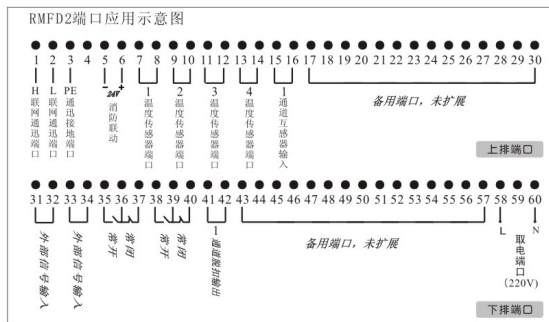 RMFD2端口应用示意图
1 2 3 4 5 6 7 8 9 10 11 12 13 14 15 16 17 18 19 20 21 22 23 24 25 26 27 28 29 30
H联网通迅端口
L联网通迅端口
PE通迅接地端口
− 24V +
消防联动
1温度传感器端口
2温度传感器端口
3温度传感器端口
4温度传感器端口
1通道互感器输入
备用端口，未扩展
上排端口
31 32 33 34 35 36 37 38 39 40 41 42 43 44 45 46 47 48 49 50 51 52 53 54 55 56 57 58 59 60
外部信号输入
外部信号输入
常开
常闭
常开
常闭
1通道脱扣输出
备用端口，未扩展
L
取电端口
(220V)
N
下排端口